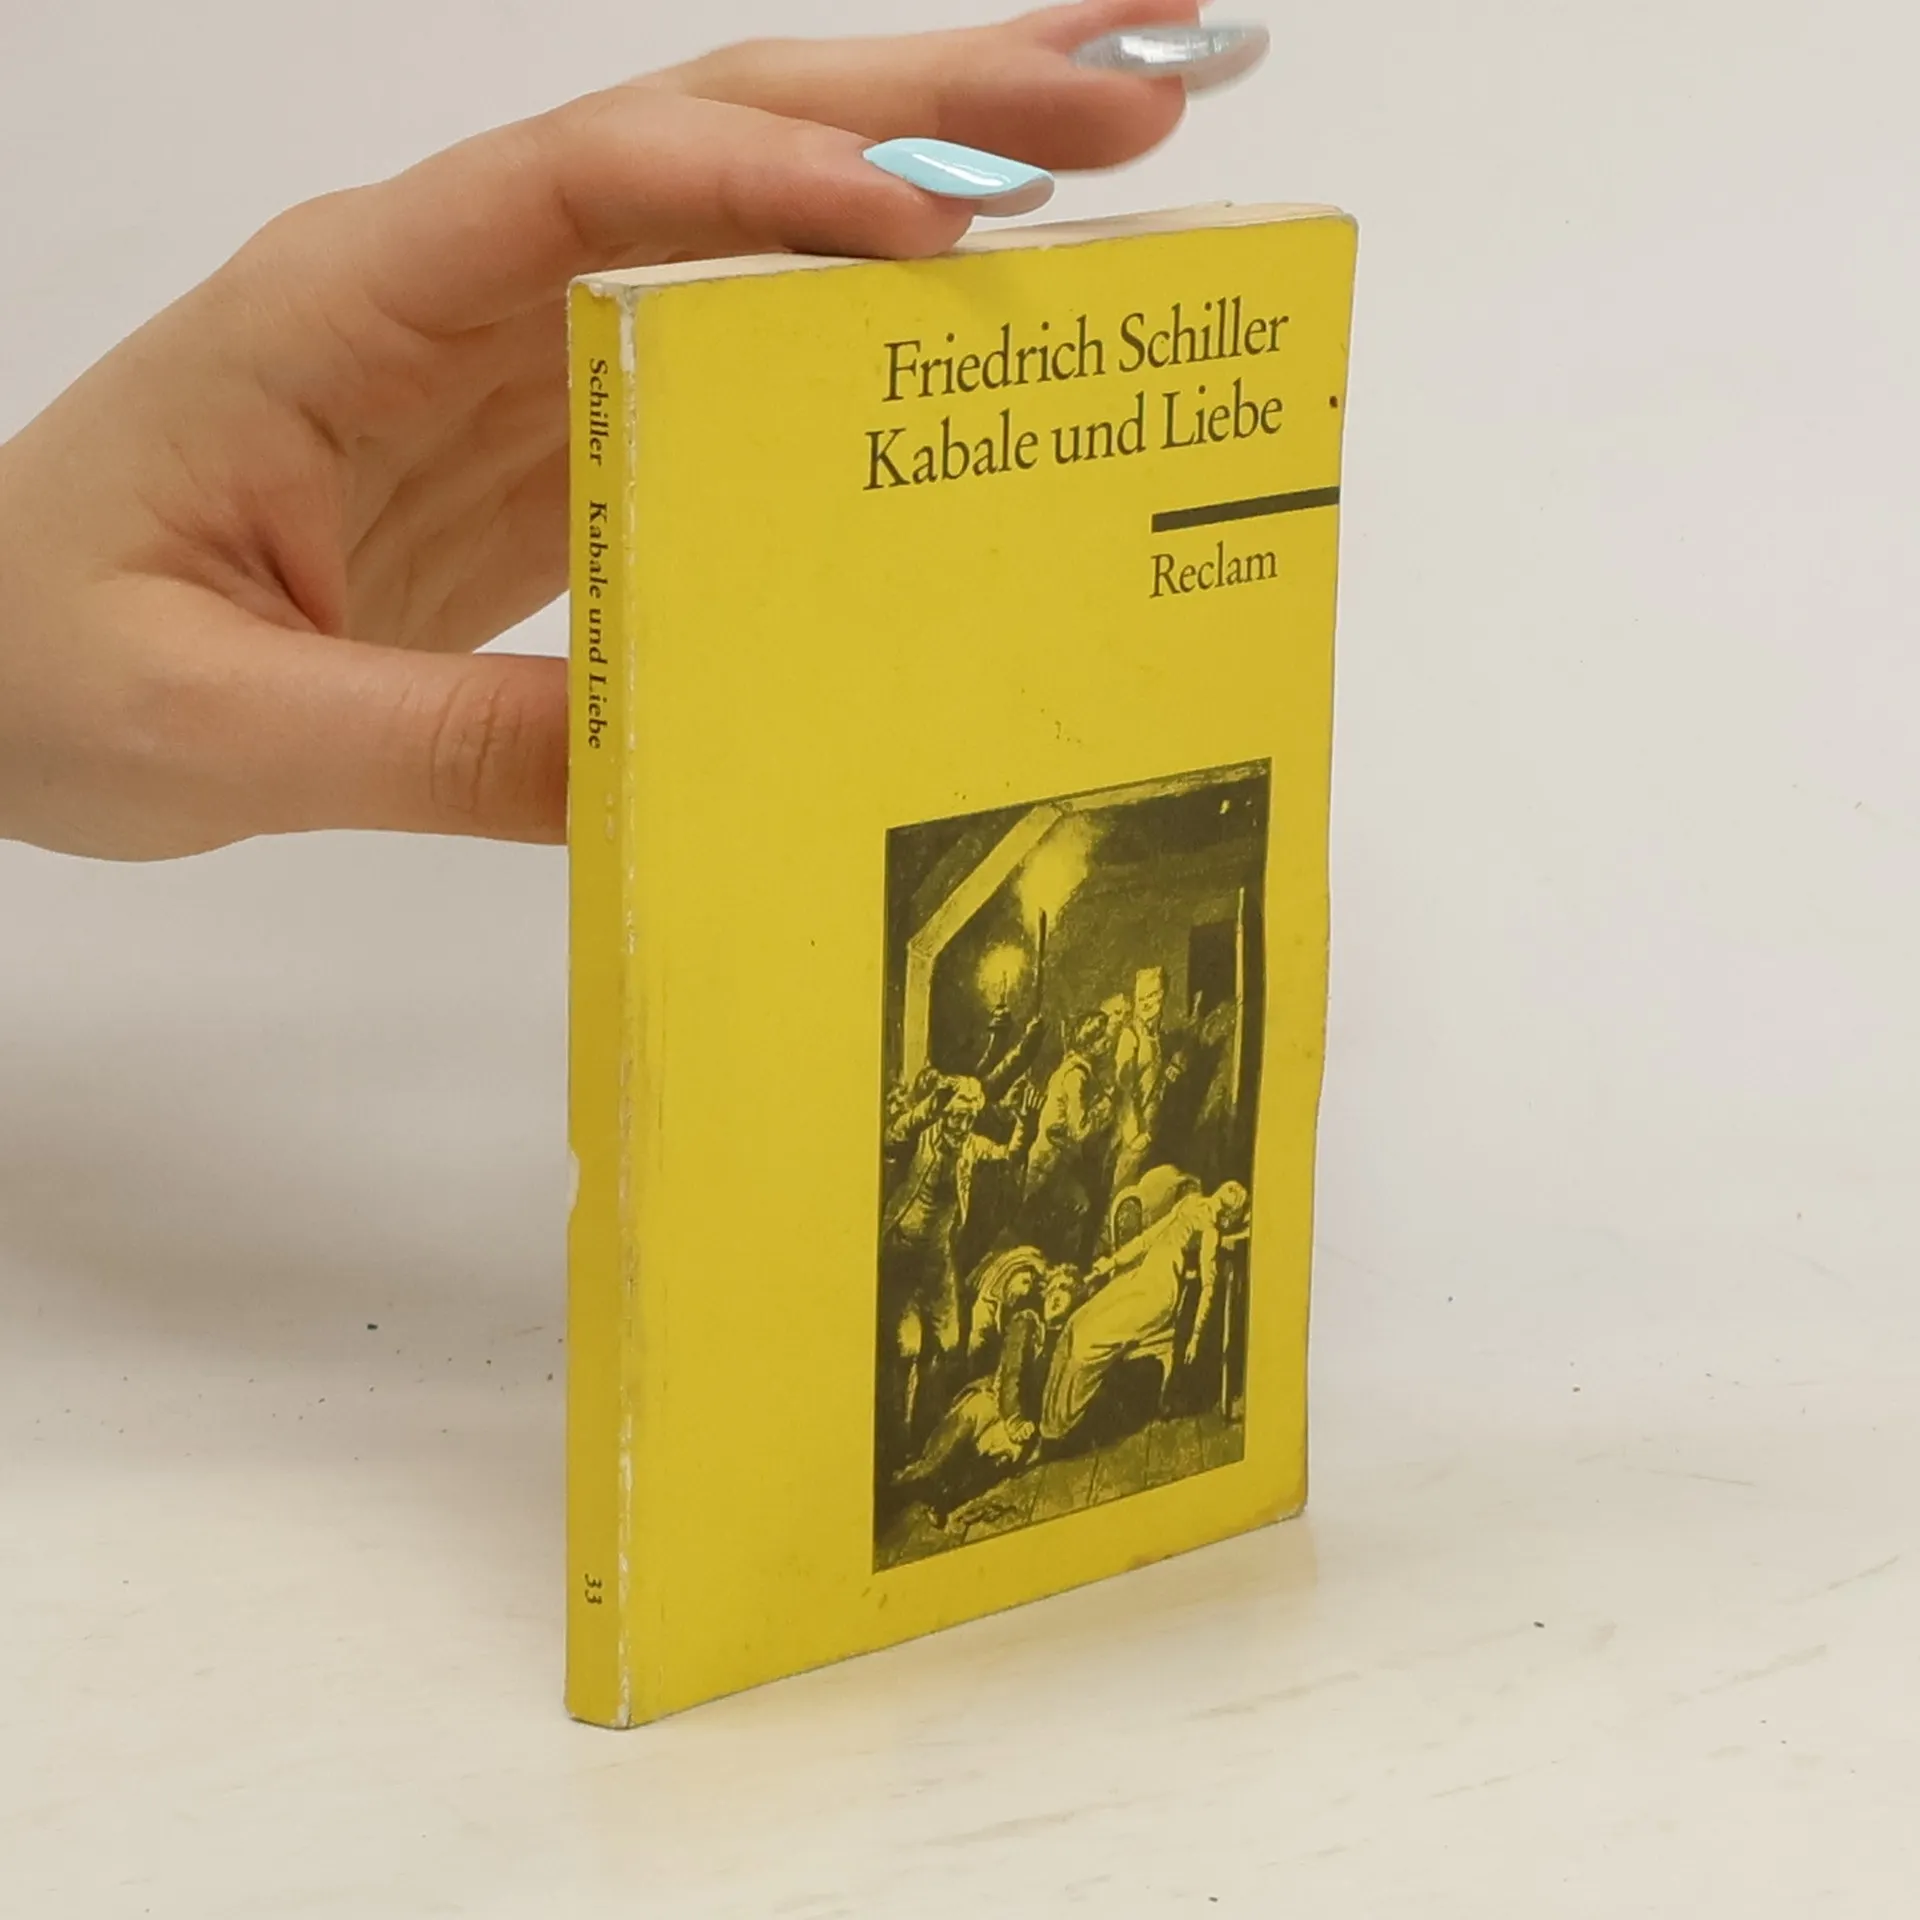 Friedrich Schiller
Kabale und Liebe
Reclam
Schiller Kabale und Liebe
33